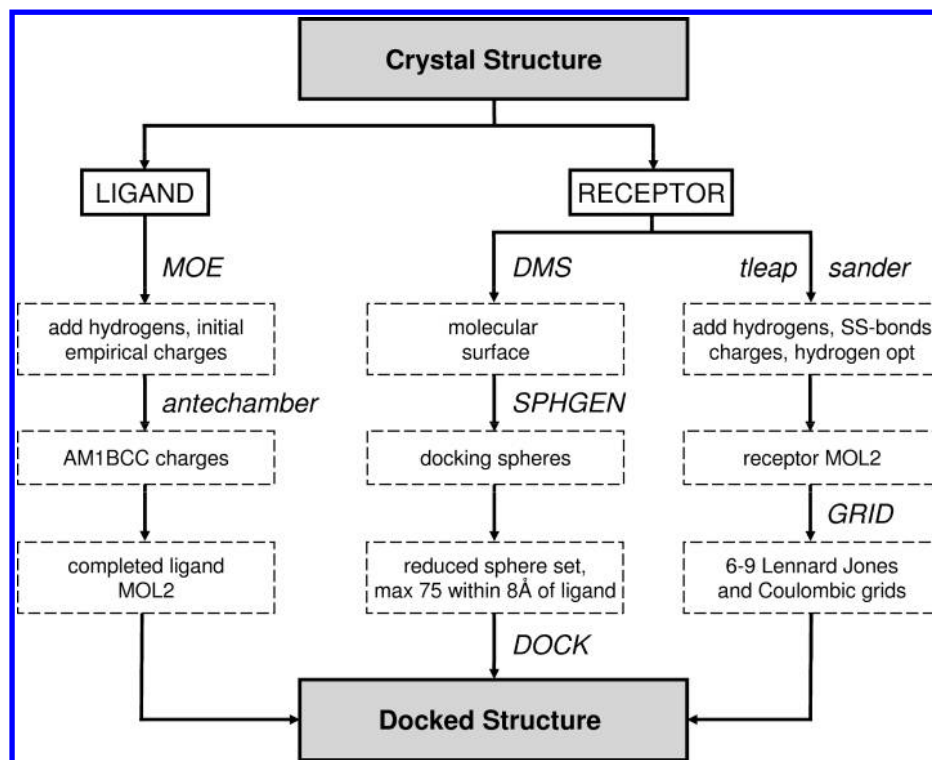 Crystal Structure
LIGAND
RECEPTOR
MOE
DMS
tleap sander
add hydrogens, initial
empirical charges
molecular
surface
add hydrogens, SS-bonds
charges, hydrogen opt
antechamber
SPHGEN
AM1BCC charges
docking spheres
receptor MOL2
GRID
completed ligand
MOL2
reduced sphere set,
max 75 within 8Å of ligand
6-9 Lennard Jones
and Coulombic grids
DOCK
Docked Structure